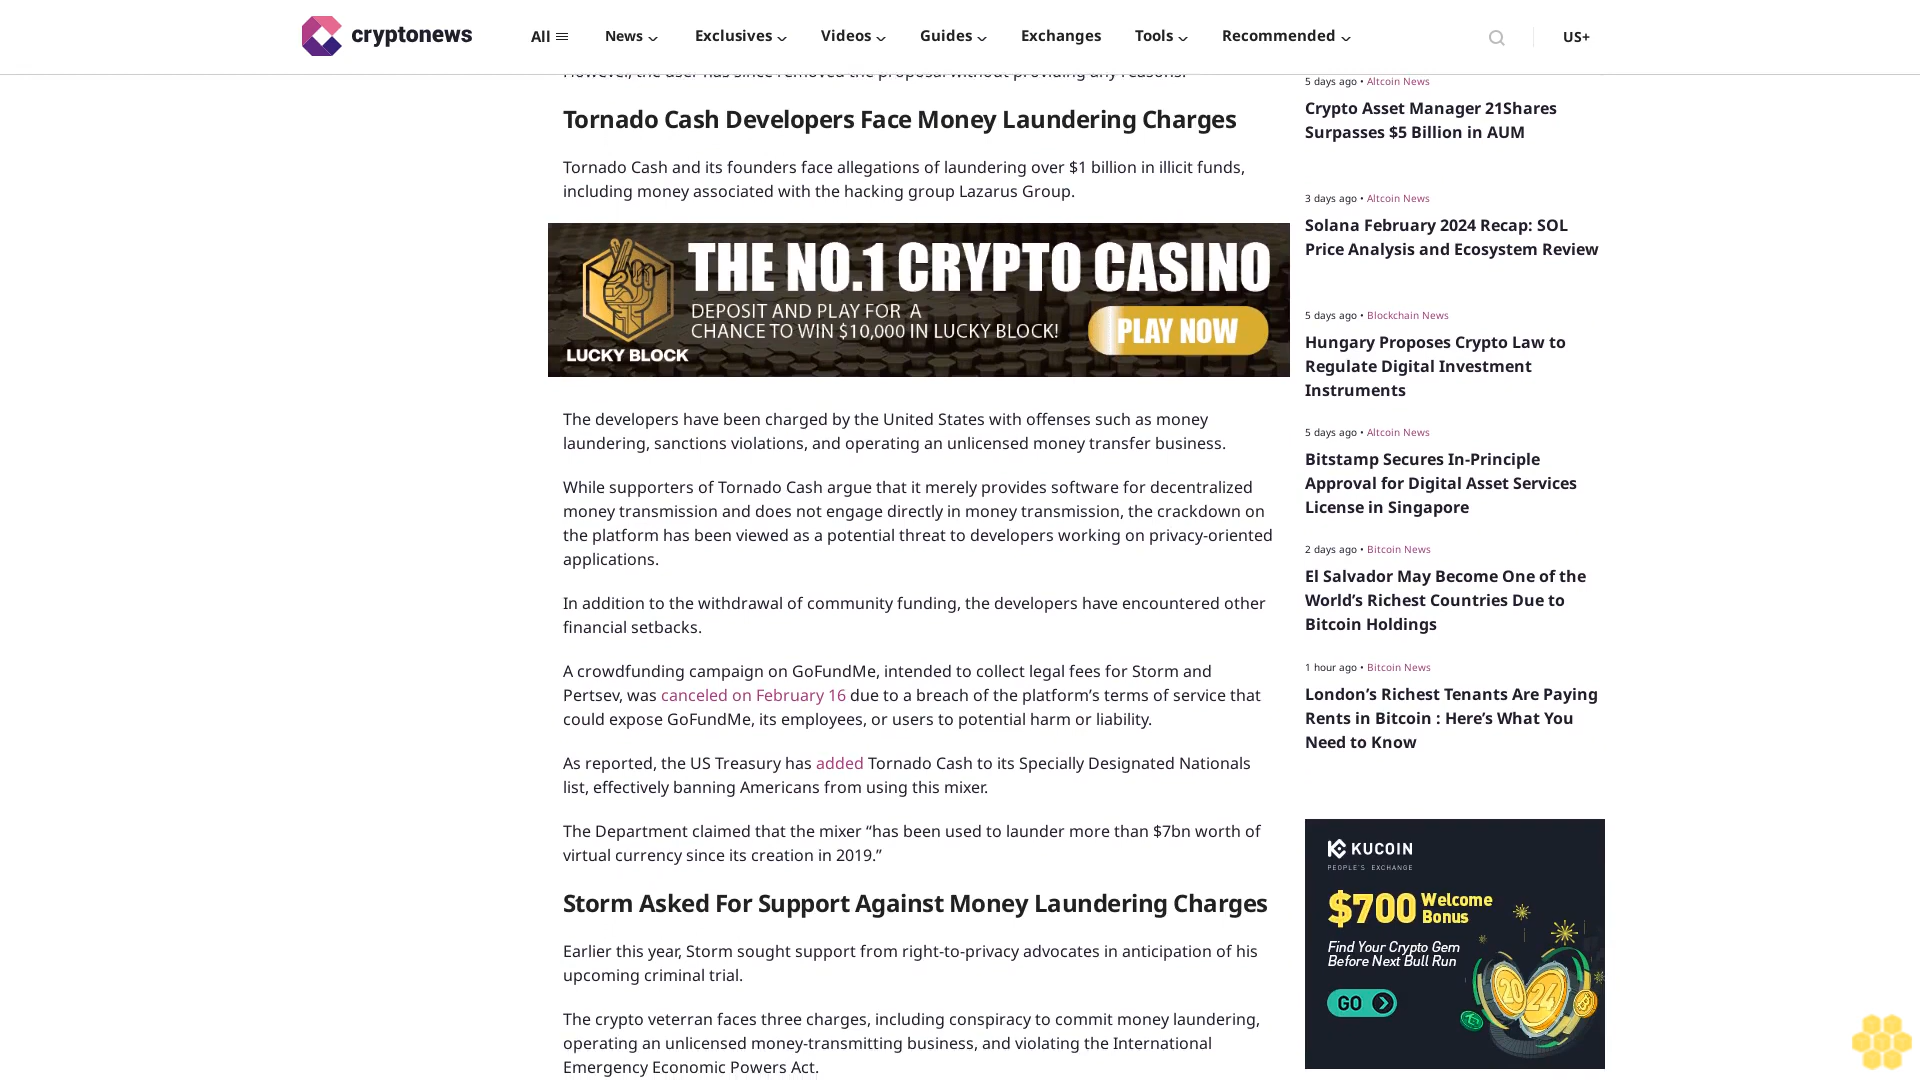 cryptonews
All
News
Exclusives
Videos
Guides
Exchanges
Tools
Recommended
US+
However, the user has since removed the proposal without providing any reasons.
Tornado Cash Developers Face Money Laundering Charges
Tornado Cash and its founders face allegations of laundering over $1 billion in illicit funds,
including money associated with the hacking group Lazarus Group.
LUCKY BLOCK
THE NO.1 CRYPTO CASINO
DEPOSIT AND PLAY FOR A
CHANCE TO WIN $10,000 IN LUCKY BLOCK!
PLAY NOW
The developers have been charged by the United States with offenses such as money
laundering, sanctions violations, and operating an unlicensed money transfer business.
While supporters of Tornado Cash argue that it merely provides software for decentralized
money transmission and does not engage directly in money transmission, the crackdown on
the platform has been viewed as a potential threat to developers working on privacy-oriented
applications.
In addition to the withdrawal of community funding, the developers have encountered other
financial setbacks.
A crowdfunding campaign on GoFundMe, intended to collect legal fees for Storm and
Pertsev, was canceled on February 16 due to a breach of the platform’s terms of service that
could expose GoFundMe, its employees, or users to potential harm or liability.
As reported, the US Treasury has added Tornado Cash to its Specially Designated Nationals
list, effectively banning Americans from using this mixer.
The Department claimed that the mixer “has been used to launder more than $7bn worth of
virtual currency since its creation in 2019.”
Storm Asked For Support Against Money Laundering Charges
Earlier this year, Storm sought support from right-to-privacy advocates in anticipation of his
upcoming criminal trial.
The crypto veterran faces three charges, including conspiracy to commit money laundering,
operating an unlicensed money-transmitting business, and violating the International
Emergency Economic Powers Act.
5 days ago • Altcoin News
Crypto Asset Manager 21Shares
Surpasses $5 Billion in AUM
3 days ago • Altcoin News
Solana February 2024 Recap: SOL
Price Analysis and Ecosystem Review
5 days ago • Blockchain News
Hungary Proposes Crypto Law to
Regulate Digital Investment
Instruments
5 days ago • Altcoin News
Bitstamp Secures In-Principle
Approval for Digital Asset Services
License in Singapore
2 days ago • Bitcoin News
El Salvador May Become One of the
World’s Richest Countries Due to
Bitcoin Holdings
1 hour ago • Bitcoin News
London’s Richest Tenants Are Paying
Rents in Bitcoin : Here’s What You
Need to Know
KUCOIN
PEOPLE'S EXCHANGE
$700 Welcome
Bonus
Find Your Crypto Gem
Before Next Bull Run
GO
20
24